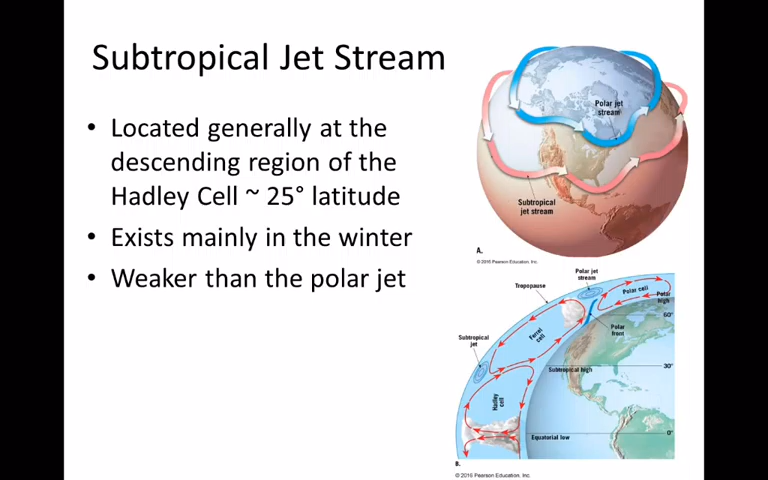 Subtropical Jet Stream
• Located generally at the
descending region of the
Hadley Cell ~ 25° latitude
• Exists mainly in the winter
• Weaker than the polar jet
Polar jet
stream
Subtropical
jet stream
A.
© 2016 Pearson Education, Inc.
Polar jet
stream
Tropopause
Polar cell
Polar
high
60°
Polar
front
Ferrel
cell
Subtropical
jet
Subtropical high
30°
Hadley
cell
Equatorial low
0°
B.
© 2016 Pearson Education, Inc.